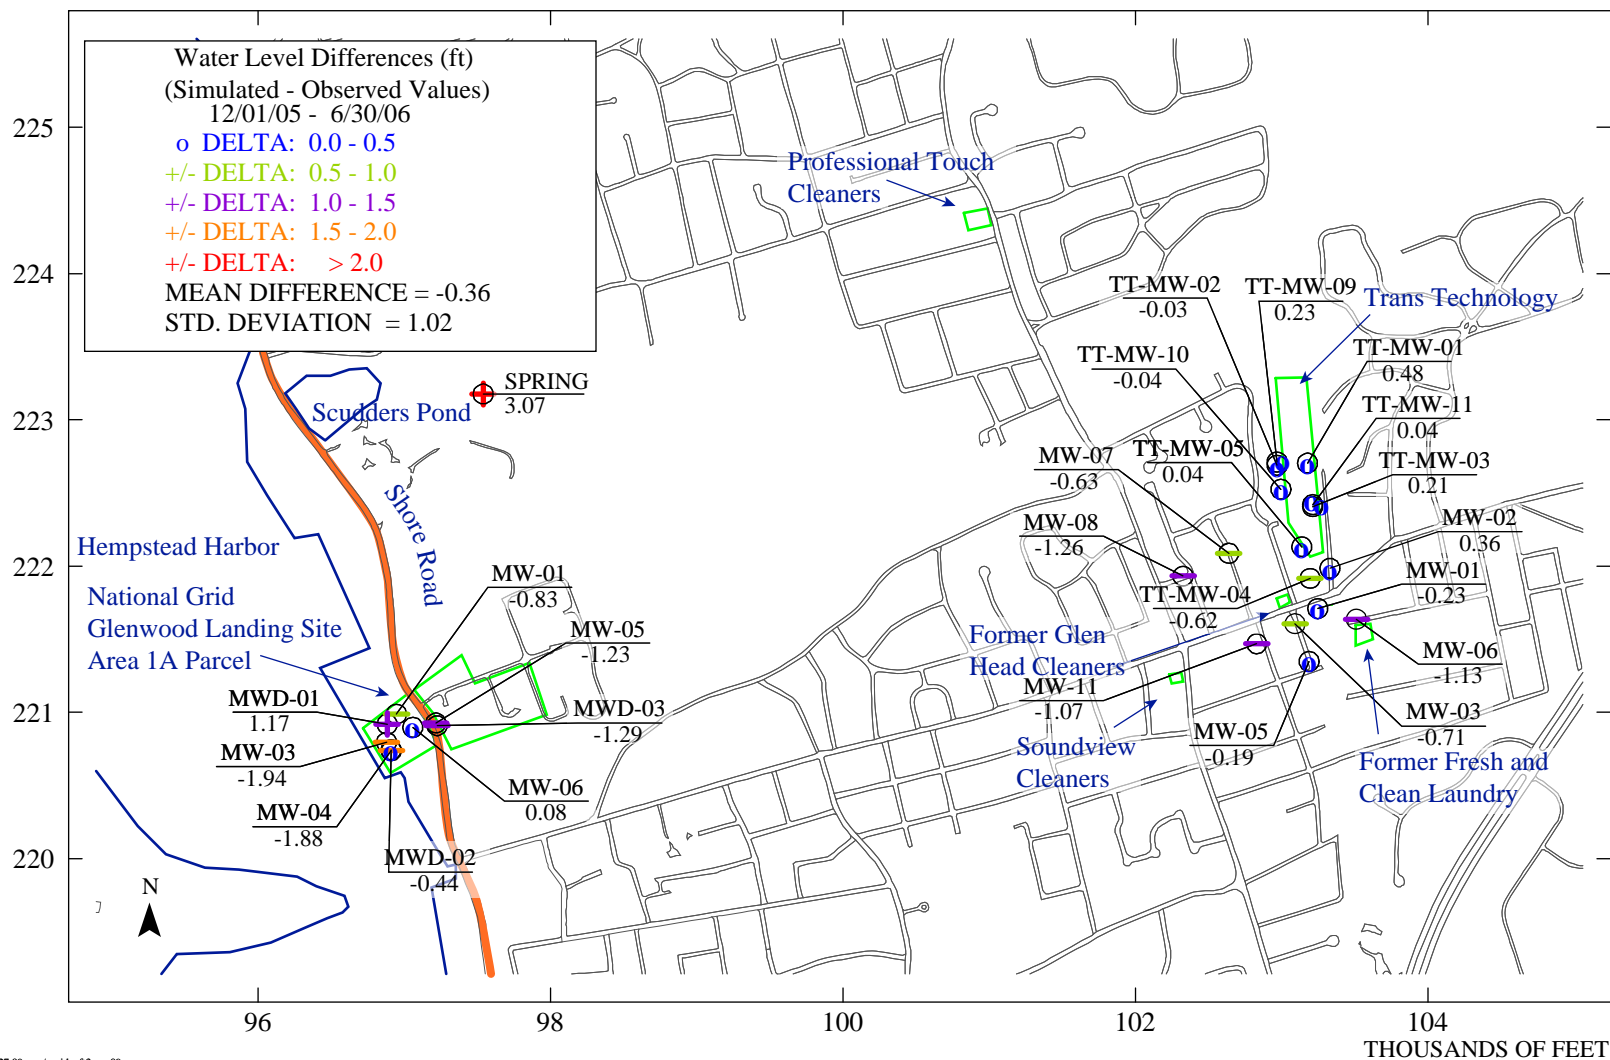 Water Level Differences (ft)
(Simulated - Observed Values)
12/01/05 - 6/30/06
o DELTA: 0.0 - 0.5
+/- DELTA: 0.5 - 1.0
+/- DELTA: 1.0 - 1.5
+/- DELTA: 1.5 - 2.0
+/- DELTA: > 2.0
MEAN DIFFERENCE = -0.36
STD. DEVIATION = 1.02
225
224
223
222
221
220
Professional Touch
Cleaners
TT-MW-02
-0.03
TT-MW-09
0.23
Trans Technology
TT-MW-10
-0.04
TT-MW-01
0.48
TT-MW-11
0.04
SPRING
3.07
Scudders Pond
MW-07
-0.63
TT-MW-05
0.04
TT-MW-03
0.21
Shore Road
MW-08
-1.26
MW-02
0.36
Hempstead Harbor
MW-01
-0.83
MW-01
-0.23
National Grid
Glenwood Landing Site
Area 1A Parcel
TT-MW-04
-0.62
MW-05
-1.23
Former Glen
Head Cleaners
MW-06
-1.13
MWD-01
1.17
MW-11
-1.07
MWD-03
-1.29
MW-03
-0.71
MW-05
-0.19
Soundview
Cleaners
MW-03
-1.94
Former Fresh and
Clean Laundry
MW-06
0.08
MW-04
-1.88
MWD-02
-0.44
N
96
98
100
102
104
THOUSANDS OF FEET